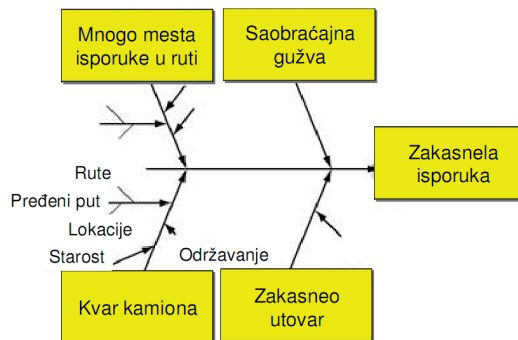 Mnogo mesta
isporuke u ruti
Saobraćajna
gužva
Zakasnela
isporuka
Rute
Pređeni put
Lokacije
Starost
Održavanje
Kvar kamiona
Zakasneo
utovar